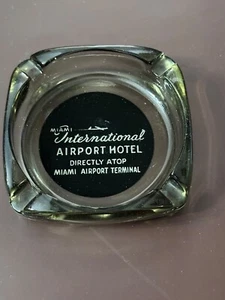 MIAMI
International
AIRPORT HOTEL
DIRECTLY ATOP
MIAMI AIRPORT TERMINAL